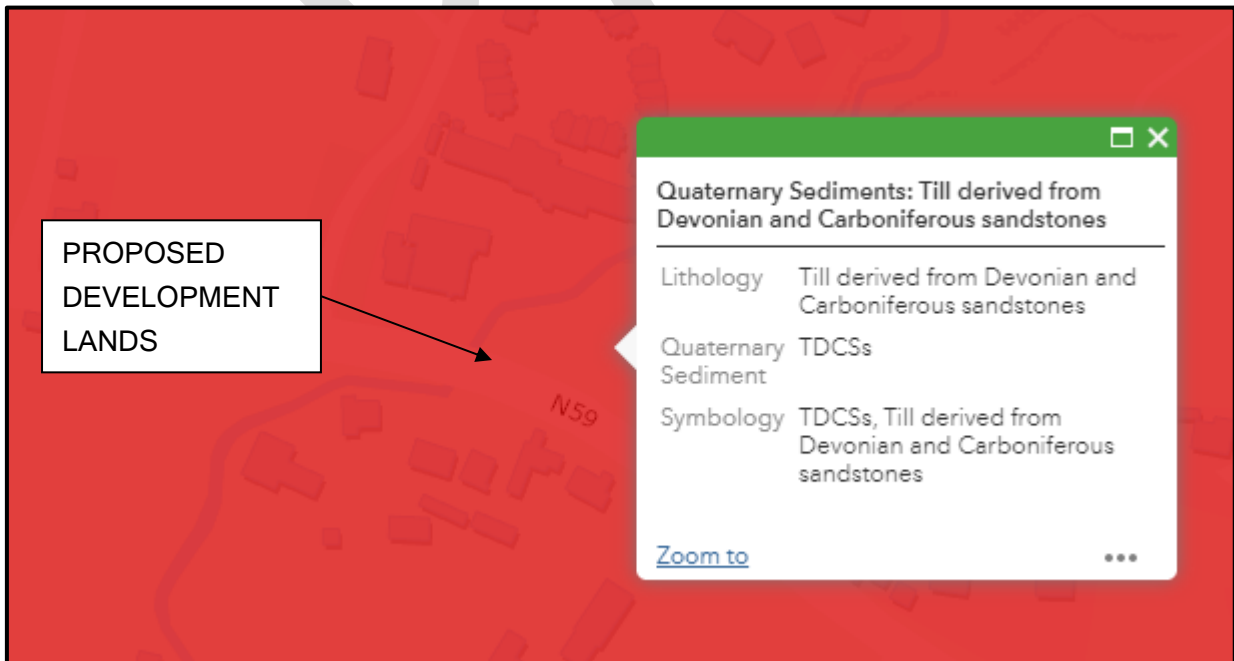 PROPOSED
DEVELOPMENT
LANDS
N59
Quaternary Sediments: Till derived from
Devonian and Carboniferous sandstones
Lithology Till derived from Devonian and
Carboniferous sandstones
Quaternary TDCSs
Sediment
Symbology TDCSs, Till derived from
Devonian and Carboniferous
sandstones
Zoom to